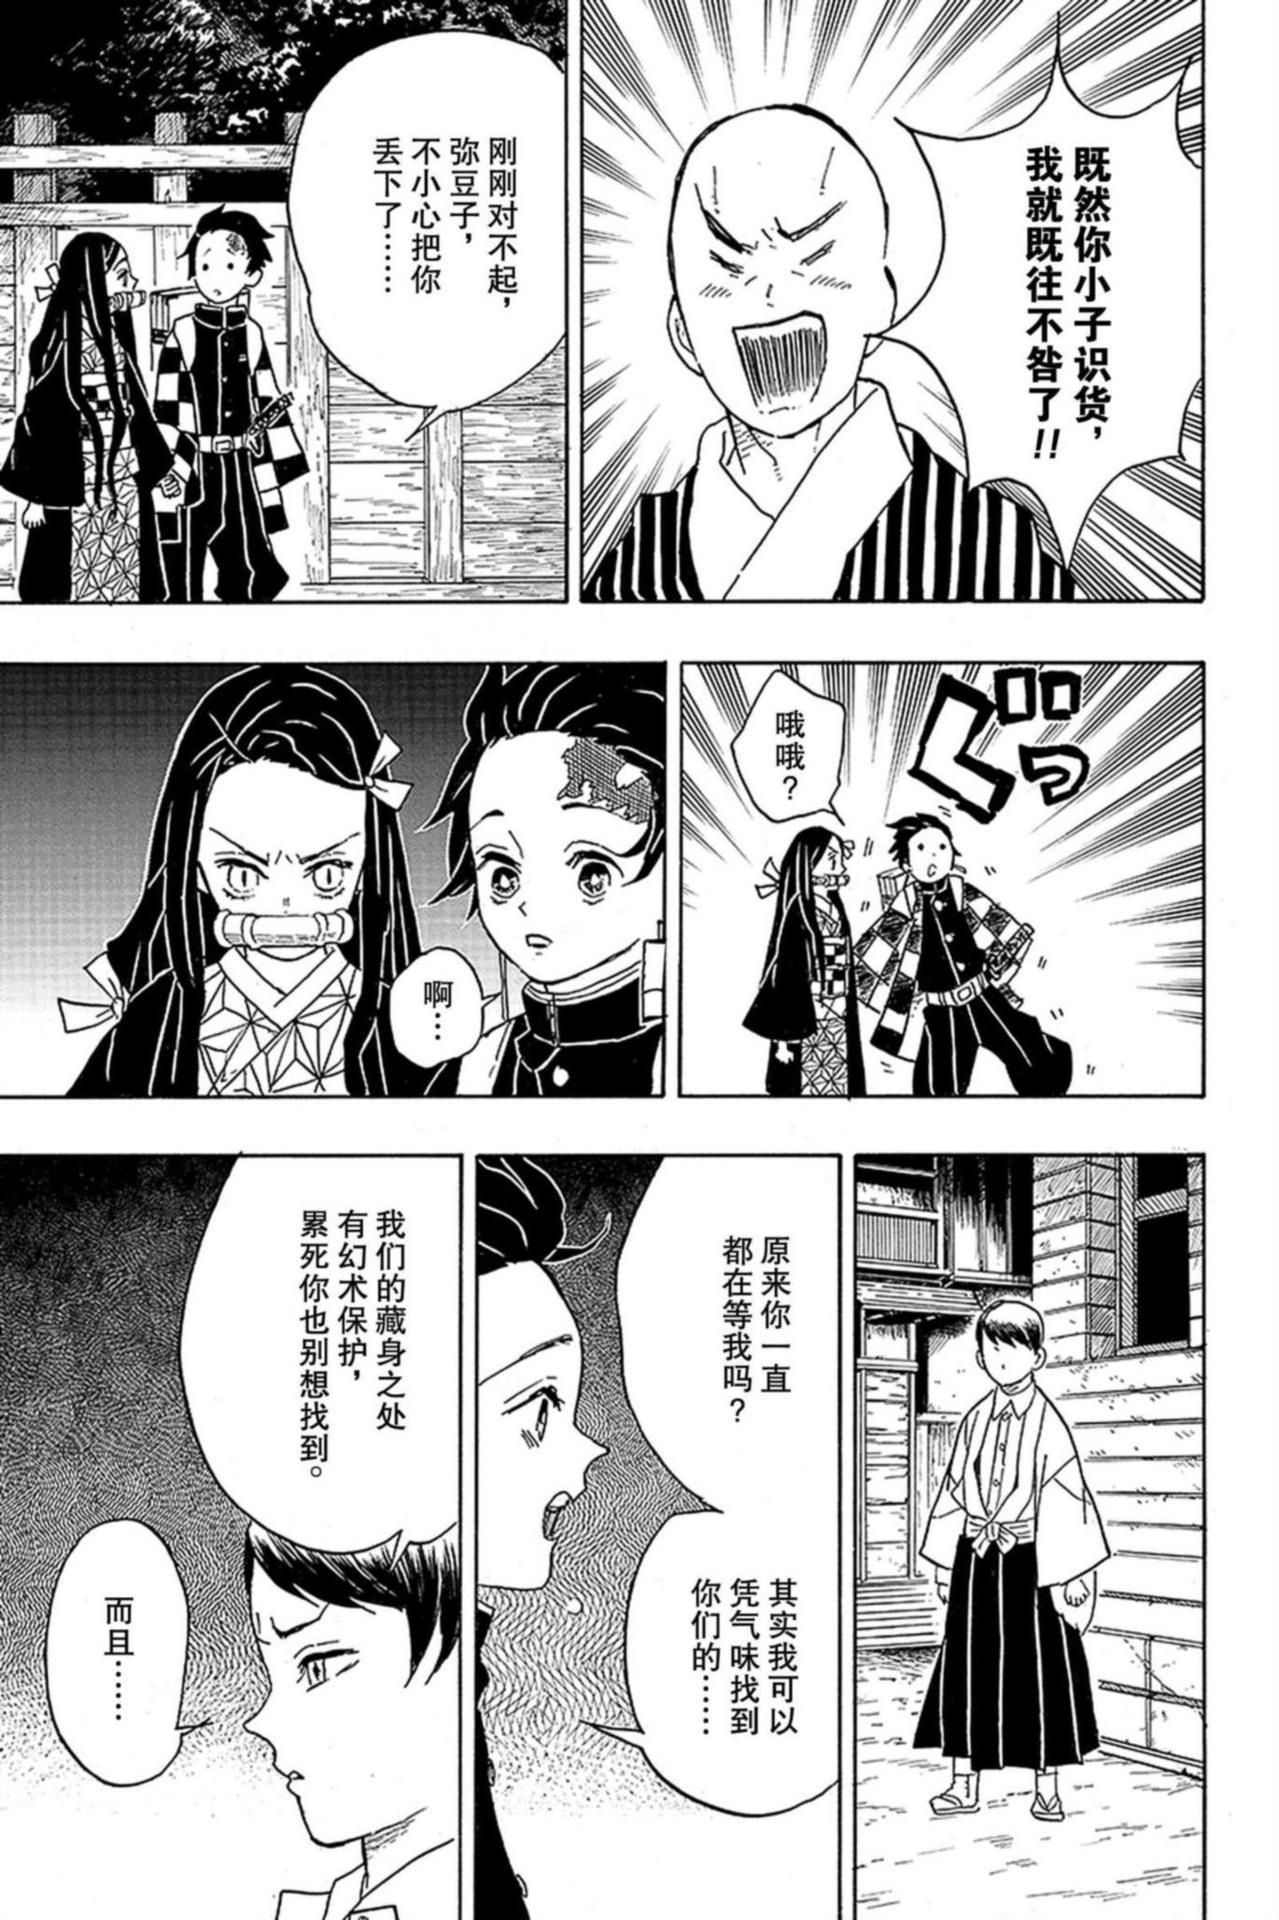 既然你小子识货，
我就既往不咎了!!
刚刚对不起，
弥豆子，
不小心把你
丢下了……
哦
哦？
グッ
啊…
原来你一直
都在等我吗？
其实我可以
凭气味找到
你们的……
我们的藏身之处
有幻术保护，
累死你也别想找到。
而且……